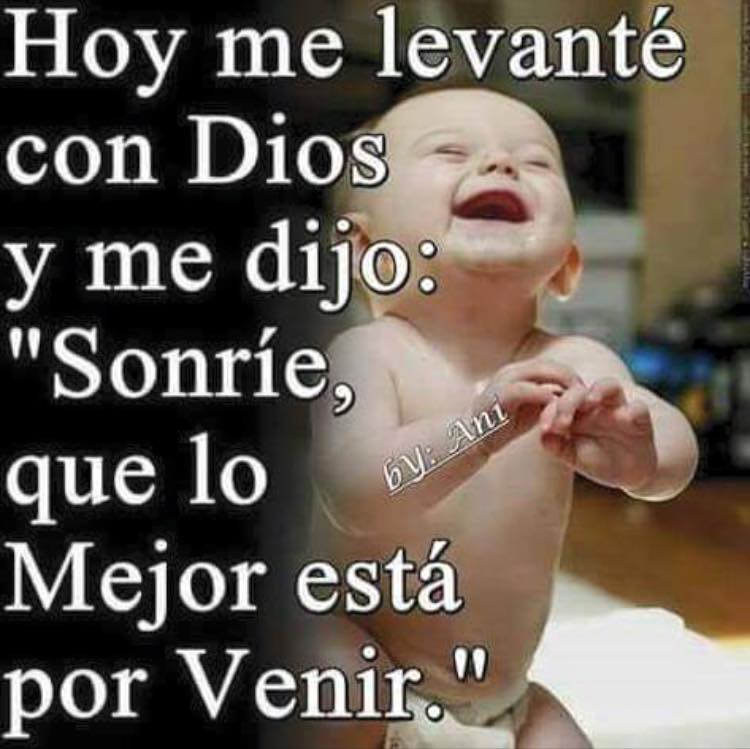 Hoy me levanté
con Dios
y me dijo:
"Sonríe,
by: Ani
que lo
Mejor está
por Venir."